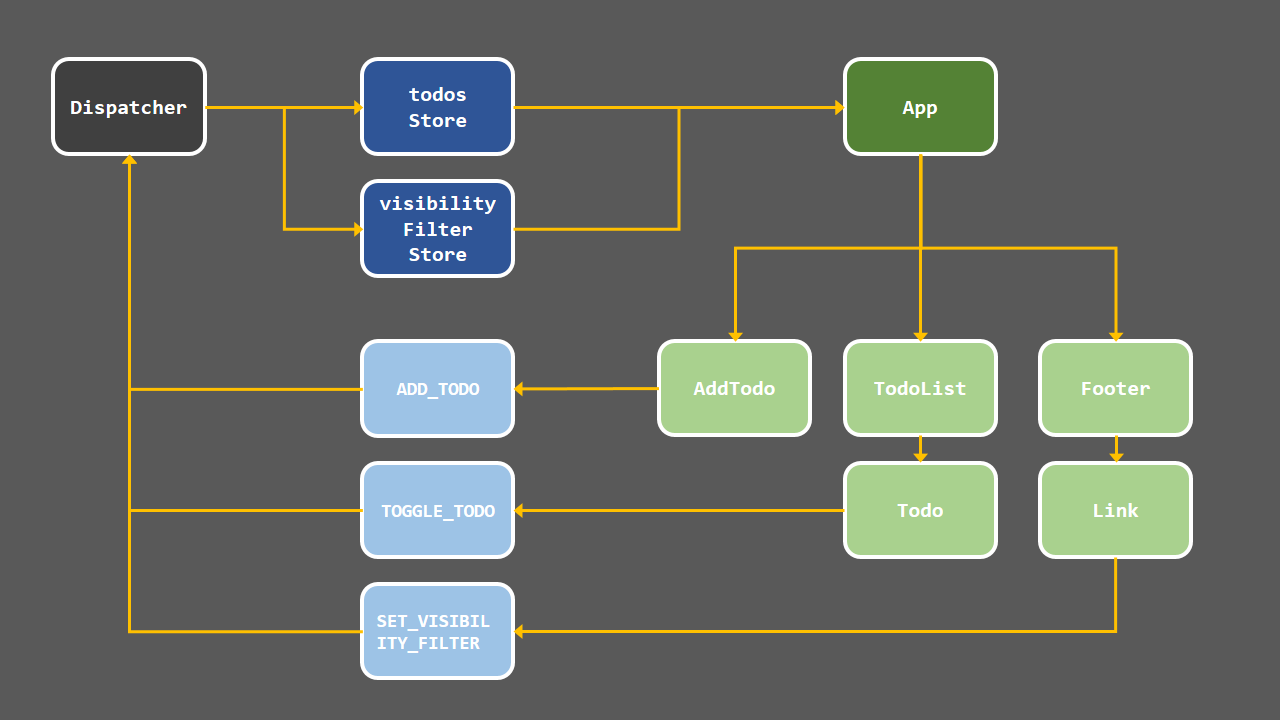 Dispatcher
todos
Store
App
visibility
Filter
Store
ADD_TODO
AddTodo
TodoList
Footer
TOGGLE_TODO
Todo
Link
SET_VISIBIL
ITY_FILTER